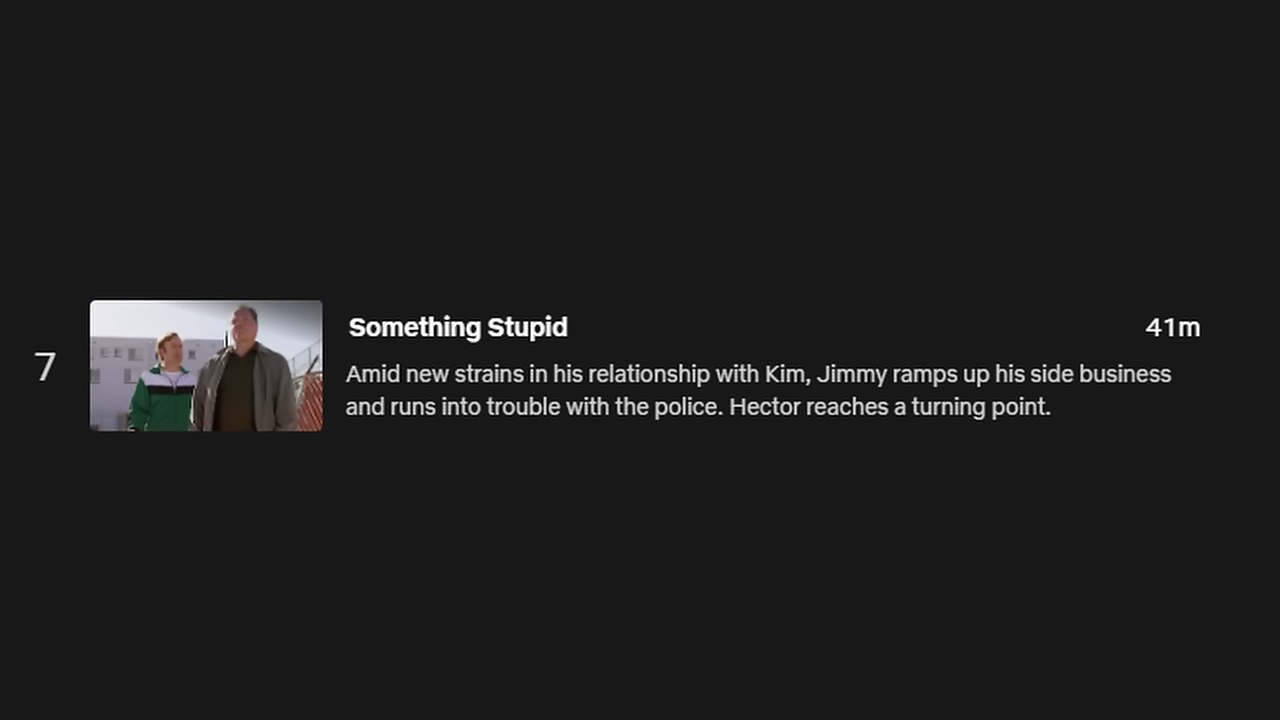 7
Something Stupid
41m
Amid new strains in his relationship with Kim, Jimmy ramps up his side business
and runs into trouble with the police. Hector reaches a turning point.